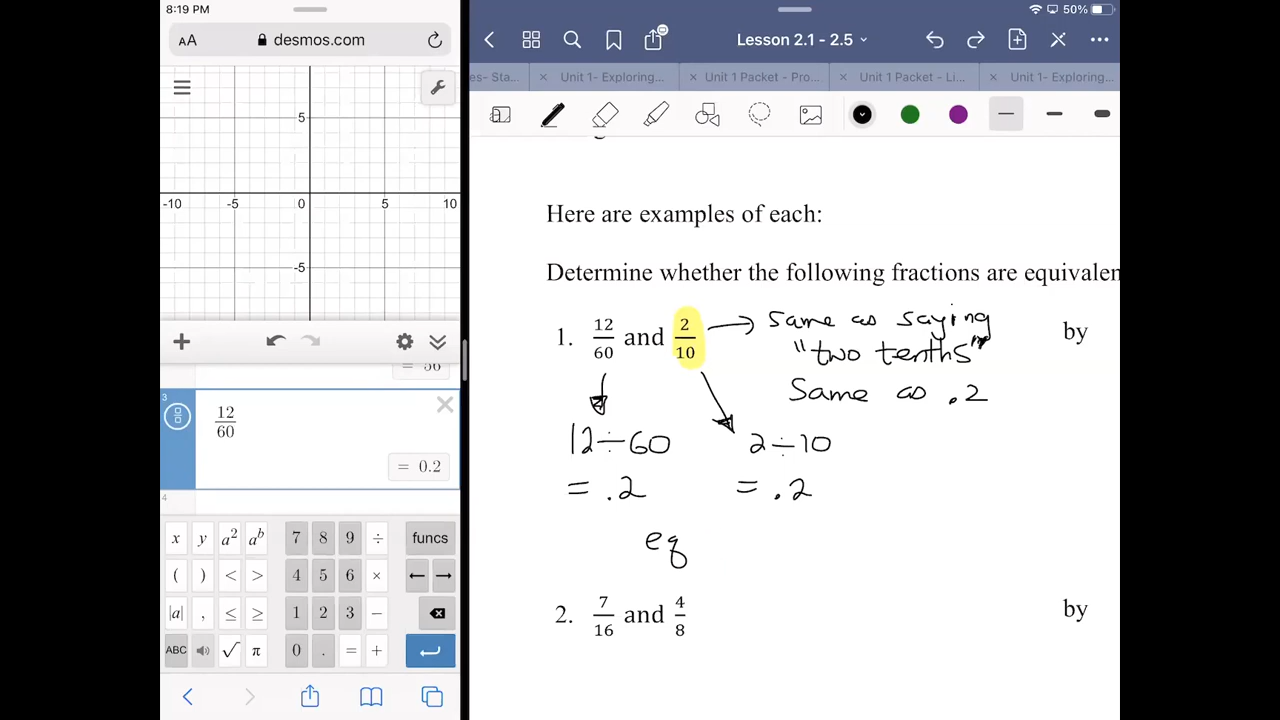 8:19 PM
50%
AA desmos.com
Lesson 2.1 - 2.5
es- Sta...
× Unit 1- Exploring...
× Unit 1 Packet - Pro...
× Unit 1 Packet - Li...
× Unit 1- Exploring...
5
-10 -5 0 5 10
-5
3
12/60
= 0.2
4
x y a² aᵇ 7 8 9 ÷ funcs
( ) < > 4 5 6 × ← →
|a| , ≤ ≥ 1 2 3 −
ABC √ π 0 . = +
Here are examples of each:
Determine whether the following fractions are equivalen
1. 12/60 and 2/10 → same as saying by
"two tenths"
Same as .2
12÷60 2÷10
= .2 = .2
eq
2. 7/16 and 4/8 by